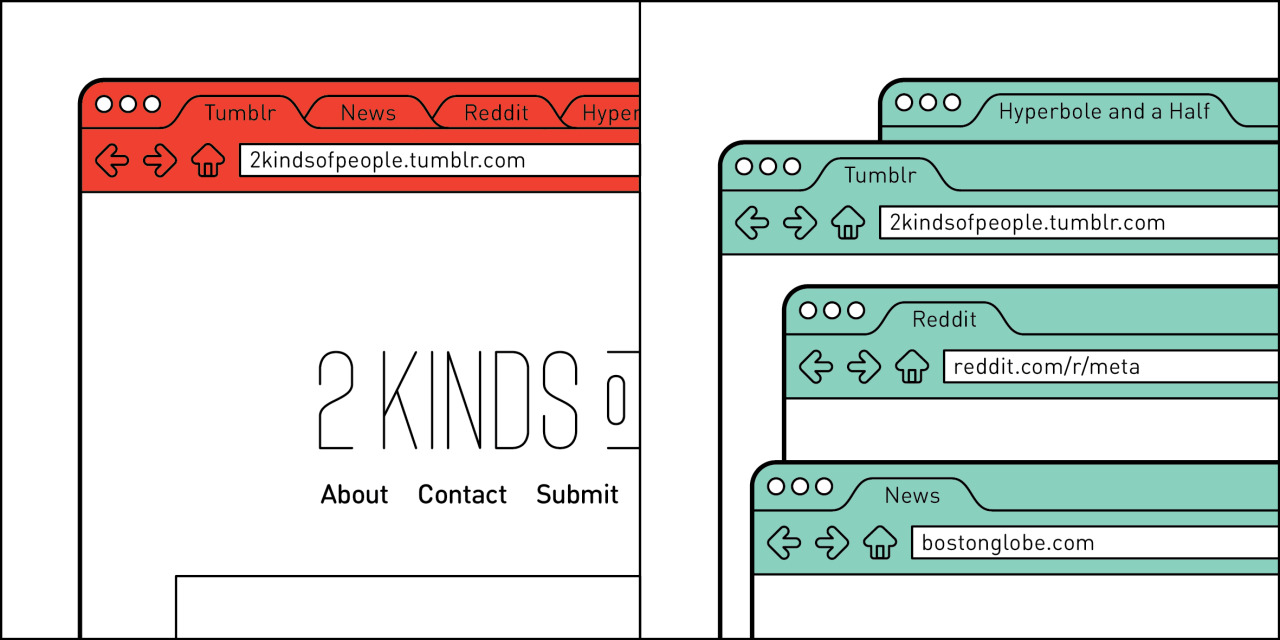 Tumblr News Reddit Hyper
2kindsofpeople.tumblr.com
2 KINDS O
About Contact Submit
Hyperbole and a Half
Tumblr
2kindsofpeople.tumblr.com
Reddit
reddit.com/r/meta
News
bostonglobe.com